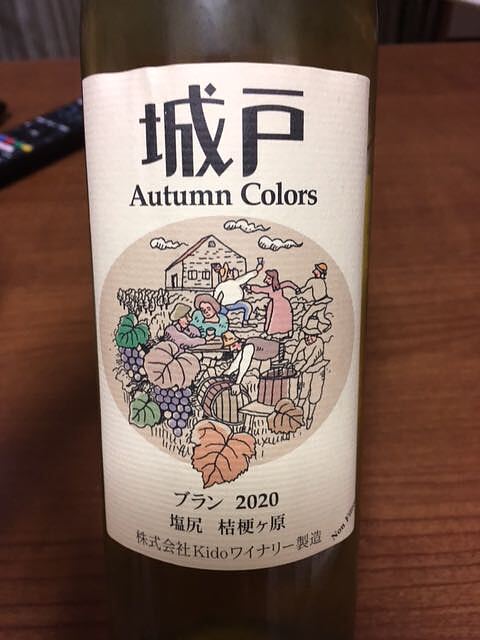 城戸
Autumn Colors
ブラン 2020
塩尻 桔梗ヶ原
株式会社Kidoワイナリー製造
Non